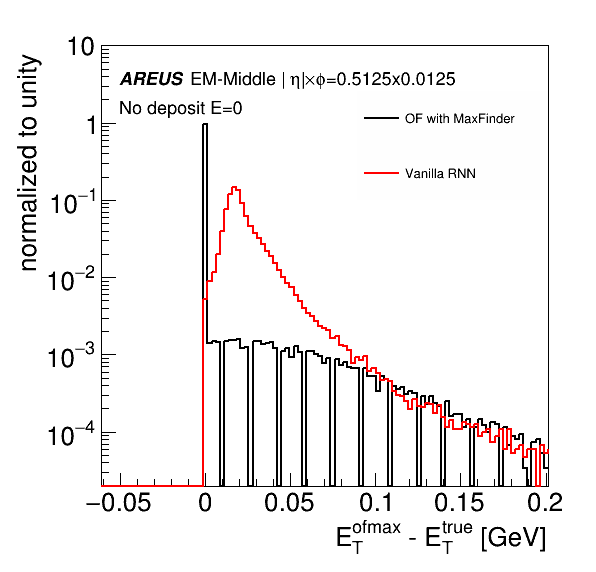 AREUS EM-Middle | η|×ϕ=0.5125x0.0125
No deposit E=0
OF with MaxFinder
Vanilla RNN
normalized to unity
10
1
10⁻¹
10⁻²
10⁻³
10⁻⁴
−0.05 0 0.05 0.1 0.15 0.2
E_T^ofmax - E_T^true [GeV]